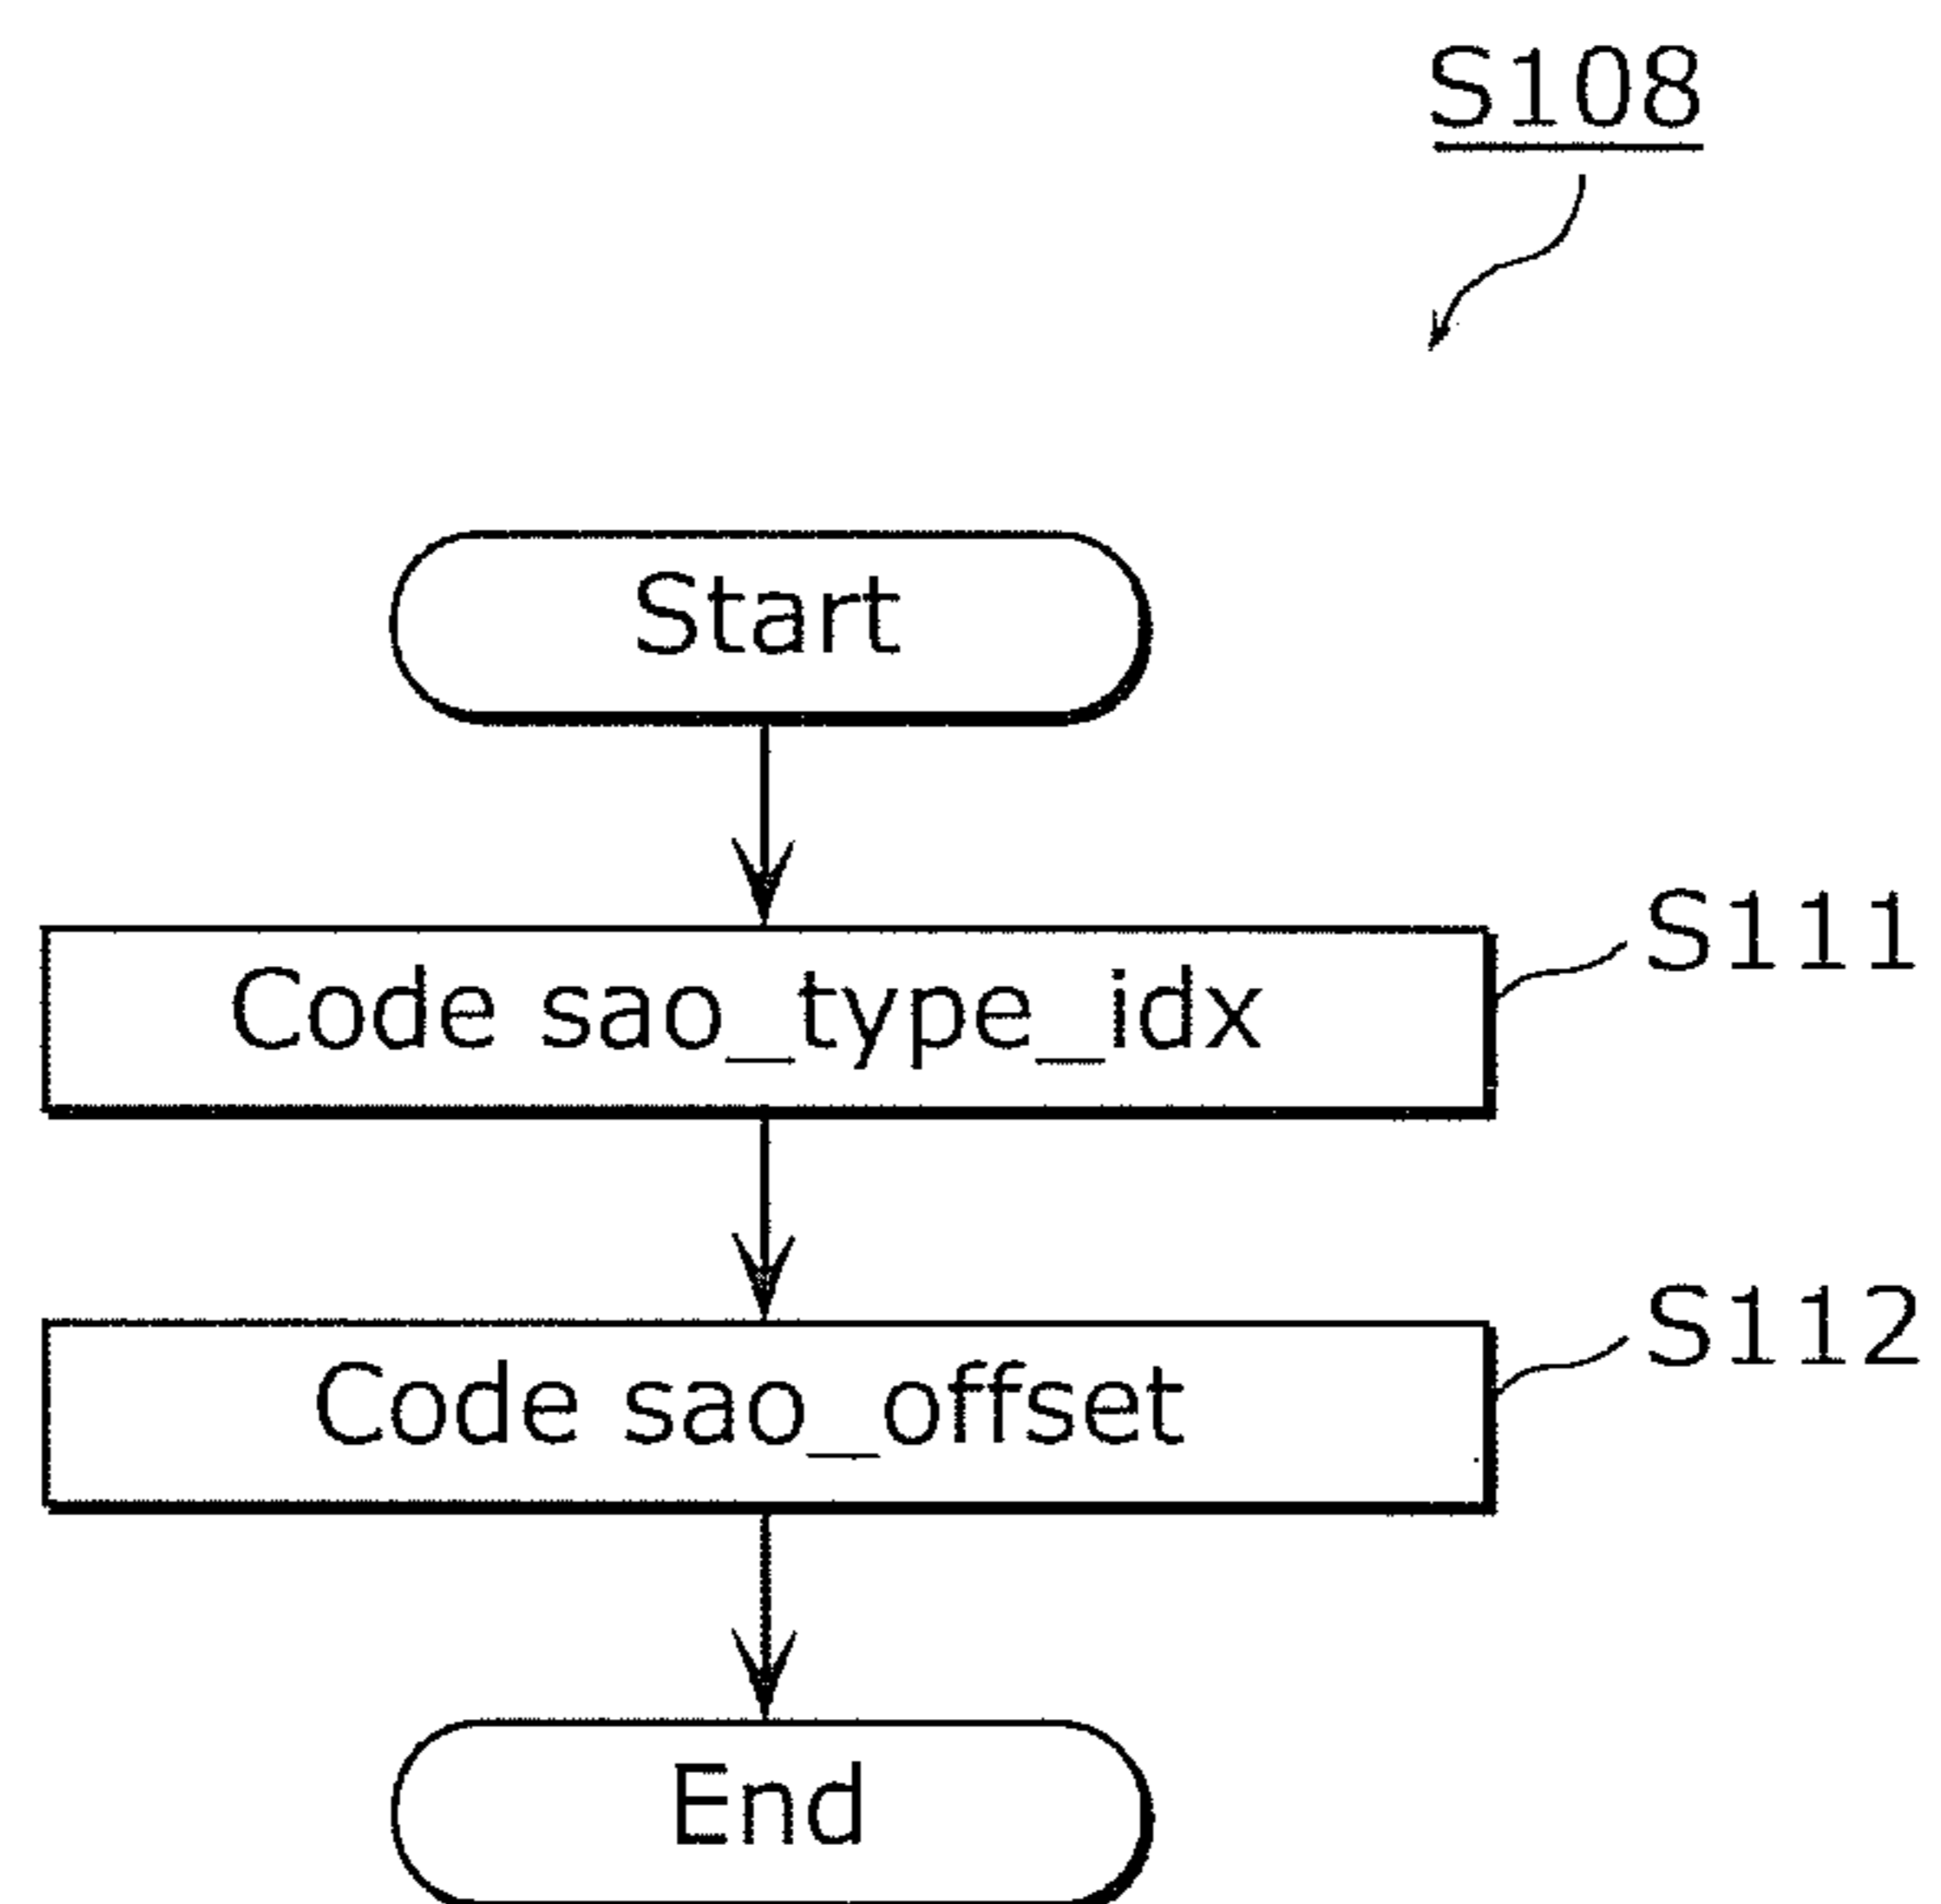 S108
Start
Code sao_type_idx
S111
Code sao_offset
S112
End